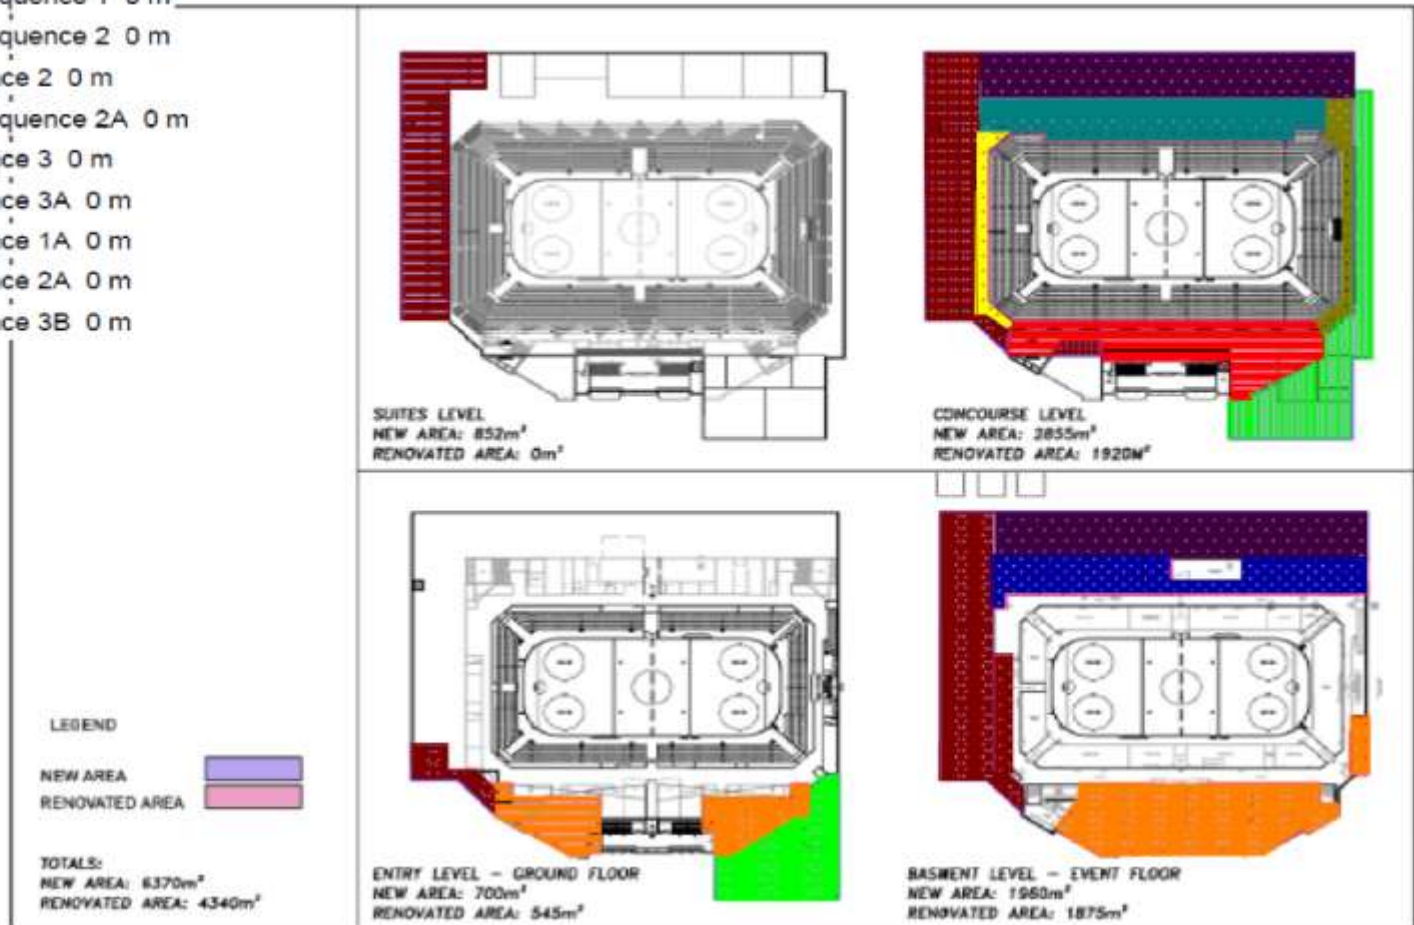 quence 2 0 m
ce 2 0 m
quence 2A 0 m
ce 3 0 m
ce 3A 0 m
ce 1A 0 m
ce 2A 0 m
ce 3B 0 m
SUITES LEVEL
NEW AREA: 852m²
RENOVATED AREA: 0m²
CONCOURSE LEVEL
NEW AREA: 2855m²
RENOVATED AREA: 1920M²
LEGEND
NEW AREA
RENOVATED AREA
TOTALS:
NEW AREA: 6370m²
RENOVATED AREA: 4340m²
ENTRY LEVEL - GROUND FLOOR
NEW AREA: 700m²
RENOVATED AREA: 545m²
BASMENT LEVEL - EVENT FLOOR
NEW AREA: 1960m²
RENOVATED AREA: 1875m²